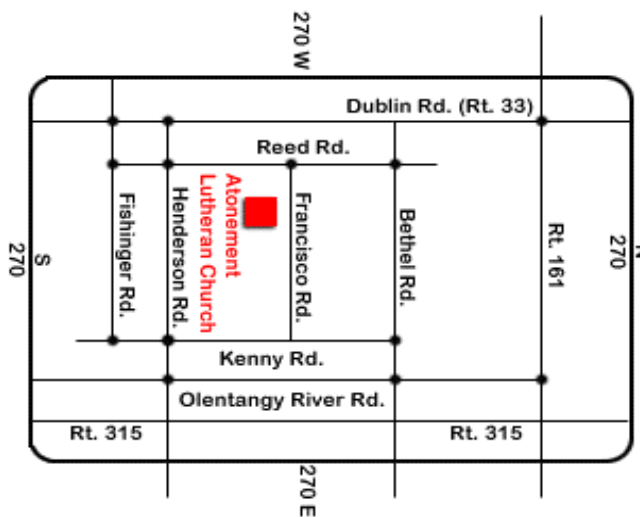 270 W
Dublin Rd. (Rt. 33)
Reed Rd.
Atonement
Lutheran Church
Fishinger Rd.
Henderson Rd.
Francisco Rd.
Bethel Rd.
Rt. 161
S
270
N
270
Kenny Rd.
Olentangy River Rd.
Rt. 315
Rt. 315
270 E